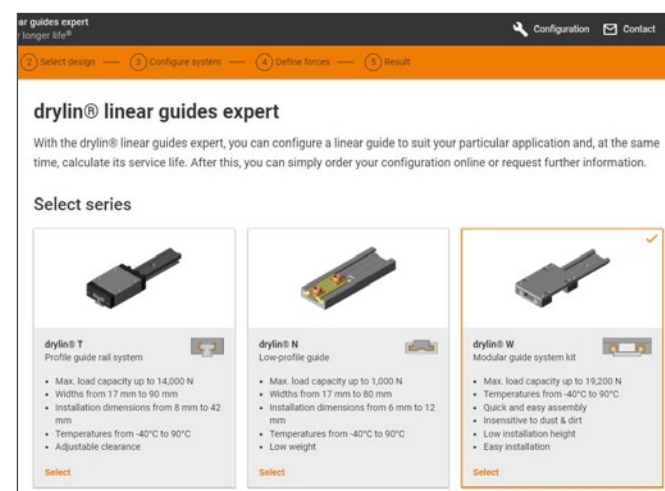 ar guides expert
r longer life®
Configuration
Contact
2 Select design
3 Configure system
4 Define forces
5 Result
drylin® linear guides expert
With the drylin® linear guides expert, you can configure a linear guide to suit your particular application and, at the same
time, calculate its service life. After this, you can simply order your configuration online or request further information.
Select series
drylin® T
Profile guide rail system
• Max. load capacity up to 14,000 N
• Widths from 17 mm to 90 mm
• Installation dimensions from 8 mm to 42
mm
• Temperatures from -40°C to 90°C
• Adjustable clearance
Select
drylin® N
Low-profile guide
• Max. load capacity up to 1,000 N
• Widths from 17 mm to 80 mm
• Installation dimensions from 6 mm to 12
mm
• Temperatures from -40°C to 90°C
• Low weight
Select
drylin® W
Modular guide system kit
• Max. load capacity up to 19,200 N
• Temperatures from -40°C to 90°C
• Quick and easy assembly
• Insensitive to dust & dirt
• Low installation height
• Easy installation
Select